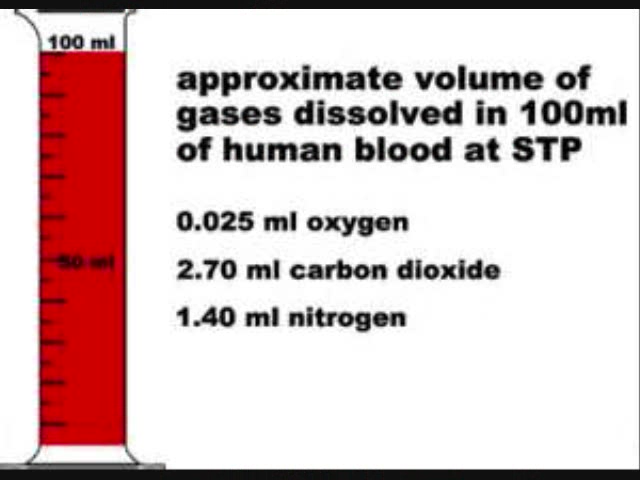 100 ml
approximate volume of
gases dissolved in 100ml
of human blood at STP
0.025 ml oxygen
50 ml
2.70 ml carbon dioxide
1.40 ml nitrogen